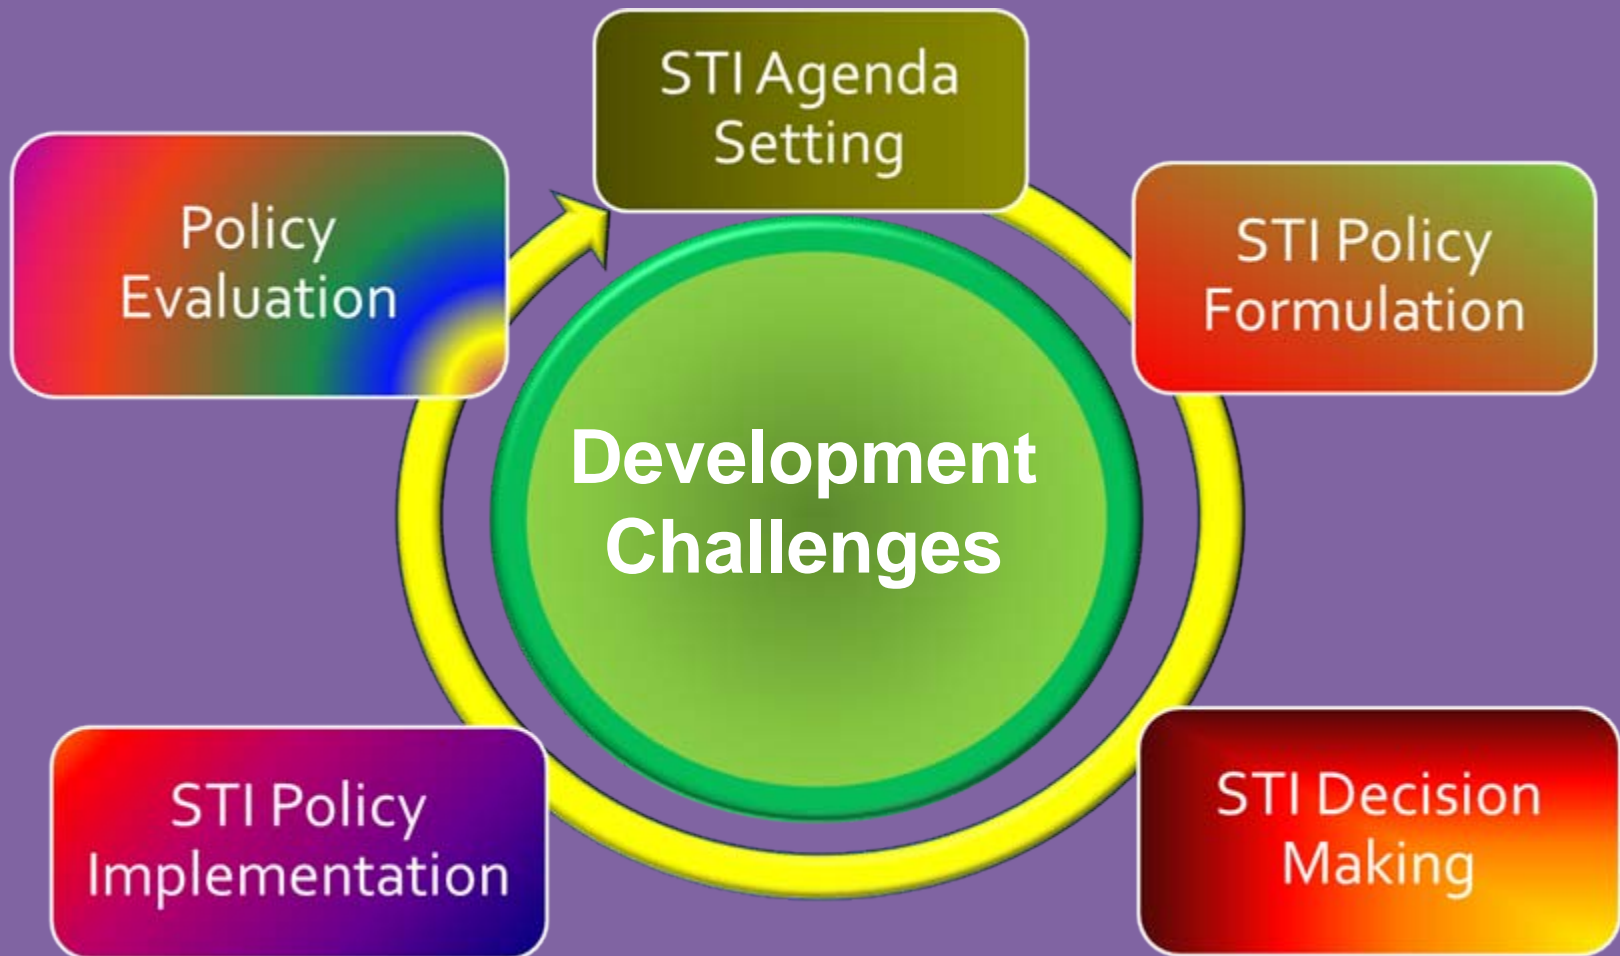 STI Agenda
Setting
STI Policy
Formulation
STI Decision
Making
STI Policy
Implementation
Policy
Evaluation
Development
Challenges